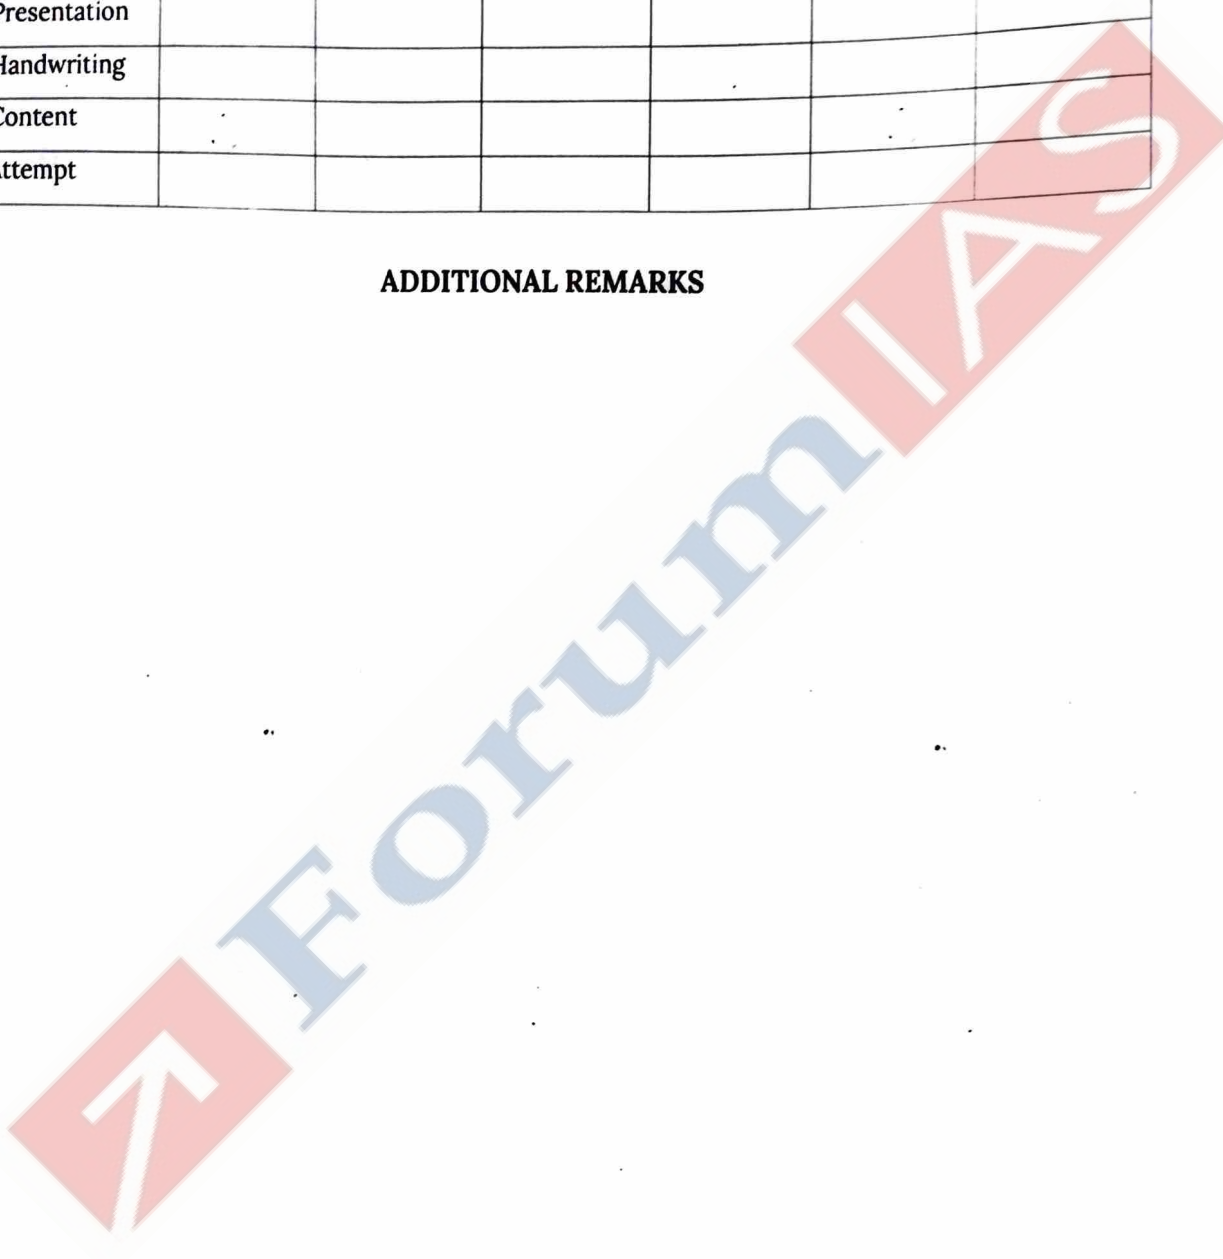 Presentation
Handwriting
Content
Attempt
ADDITIONAL REMARKS
ForumIAS